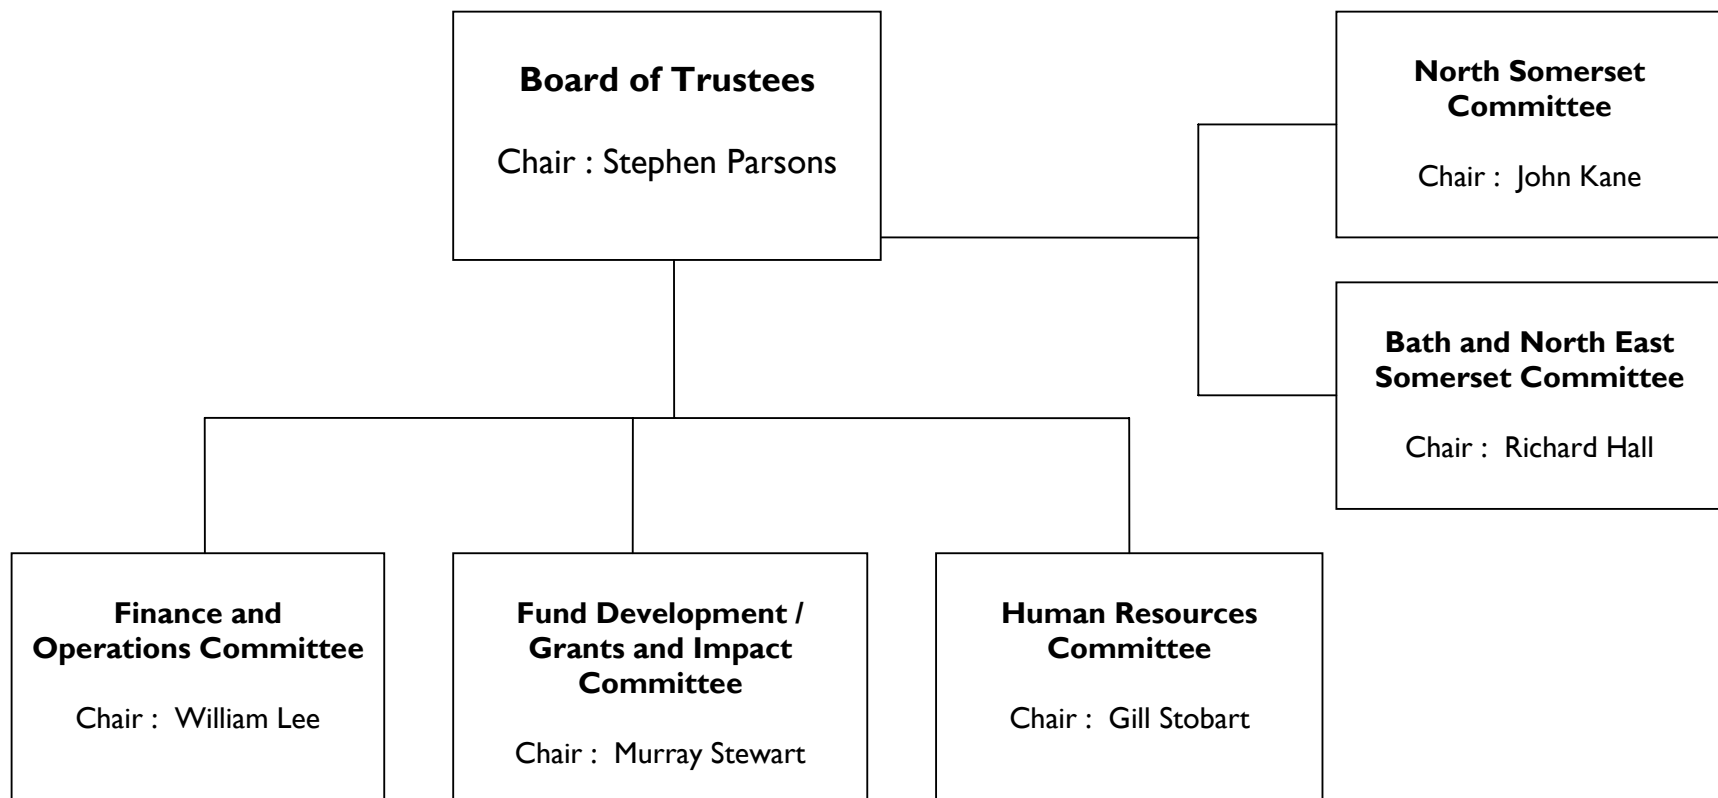 Board of Trustees
Chair : Stephen Parsons
North Somerset
Committee
Chair :  John Kane
Bath and North East
Somerset Committee
Chair :  Richard Hall
Finance and
Operations Committee
Chair :  William Lee
Fund Development /
Grants and Impact
Committee
Chair :  Murray Stewart
Human Resources
Committee
Chair :  Gill Stobart